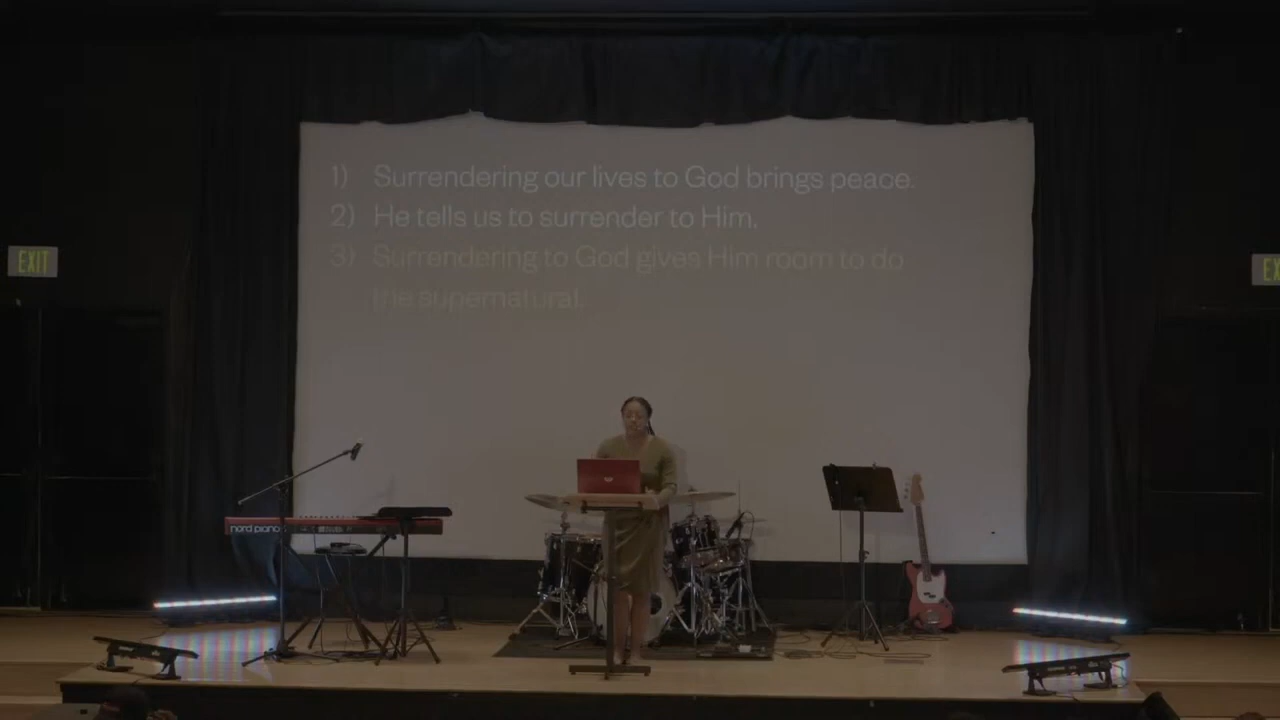 1) Surrendering our lives to God brings peace.
2) He tells us to surrender to Him.
3) Surrendering to God gives Him room to do
the supernatural.
EXIT
EX
nord piano